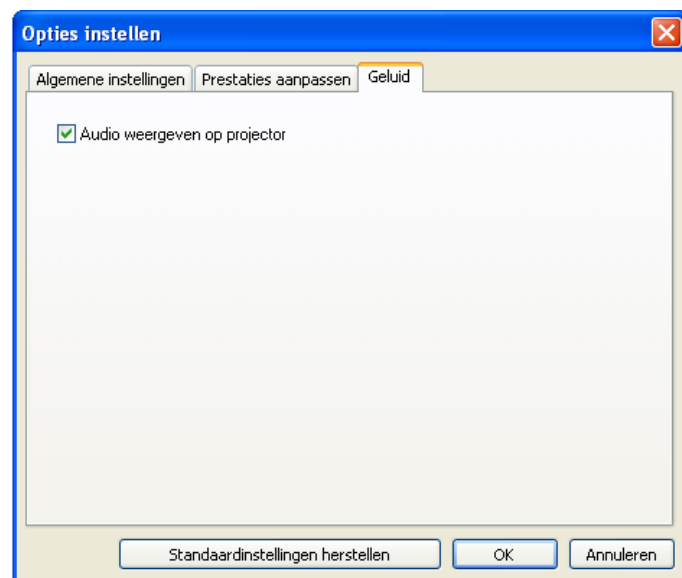 Opties instellen
Algemene instellingen Prestaties aanpassen Geluid
Audio weergeven op projector
Standaardinstellingen herstellen OK Annuleren